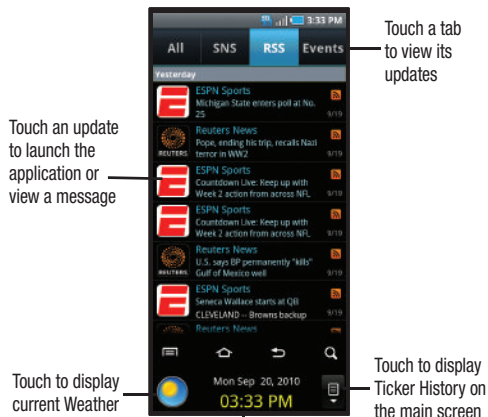 3:33 PM
All SNS RSS Events
Touch a tab
to view its
updates
Yesterday
ESPN Sports
Michigan State enters poll at No.
25
9/19
Touch an update
to launch the
application or
view a message
REUTERS
Reuters News
Pope, ending his trip, recalls Nazi
terror in WW2
9/19
ESPN Sports
Countdown Live: Keep up with
Week 2 action from across NFL
9/19
ESPN Sports
Countdown Live: Keep up with
Week 2 action from across NFL
9/19
REUTERS
Reuters News
U.S. says BP permanently "kills"
Gulf of Mexico well
9/19
ESPN Sports
Seneca Wallace starts at QB
CLEVELAND -- Browns backup
9/19
Reuters News
Touch to display
current Weather
Mon Sep 20, 2010
03:33 PM
Touch to display
Ticker History on
the main screen